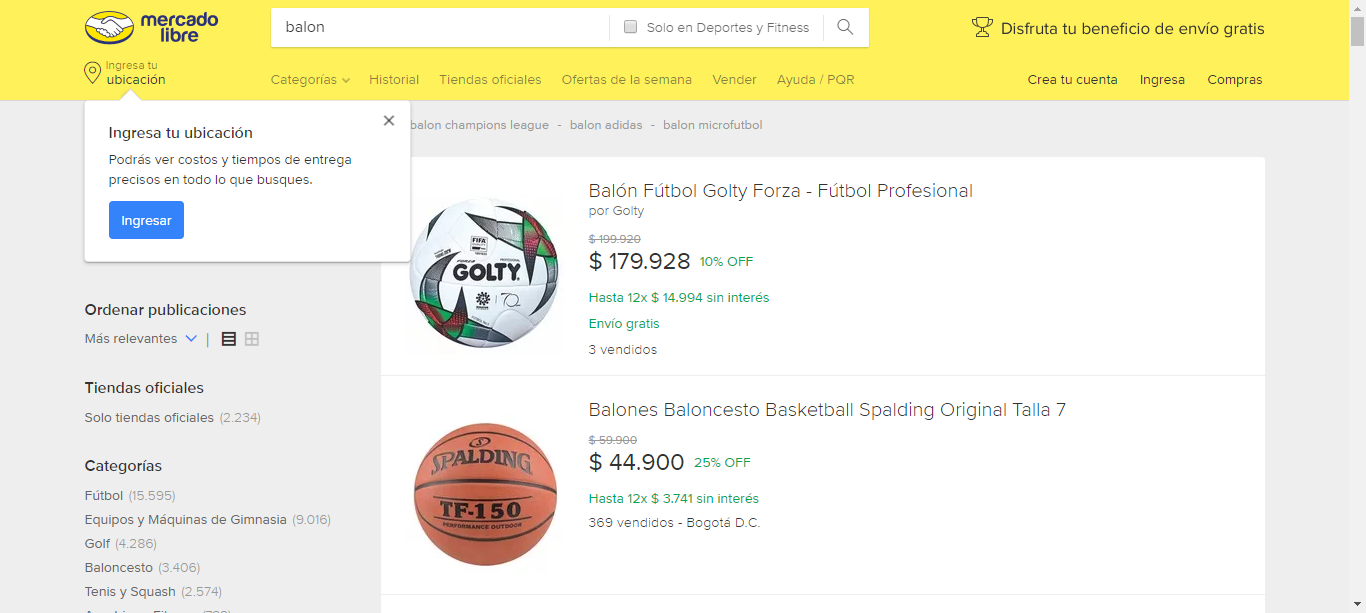 mercado
libre
balon
Solo en Deportes y Fitness
Disfruta tu beneficio de envío gratis
Ingresa tu
ubicación
Categorías
Historial
Tiendas oficiales
Ofertas de la semana
Vender
Ayuda / PQR
Crea tu cuenta
Ingresa
Compras
Ingresa tu ubicación
Podrás ver costos y tiempos de entrega
precisos en todo lo que busques.
Ingresar
balon champions league - balon adidas - balon microfutbol
Ordenar publicaciones
Más relevantes
Tiendas oficiales
Solo tiendas oficiales (2.234)
Categorías
Fútbol (15.595)
Equipos y Máquinas de Gimnasia (9.016)
Golf (4.286)
Baloncesto (3.406)
Tenis y Squash (2.574)
FIFA
FORZA
GOLTY
Balón Fútbol Golty Forza - Fútbol Profesional
por Golty
$ 199.920
$ 179.928 10% OFF
Hasta 12x $ 14.994 sin interés
Envío gratis
3 vendidos
SPALDING
TF-150
PERFORMANCE OUTDOOR
Balones Baloncesto Basketball Spalding Original Talla 7
$ 59.900
$ 44.900 25% OFF
Hasta 12x $ 3.741 sin interés
369 vendidos - Bogotá D.C.